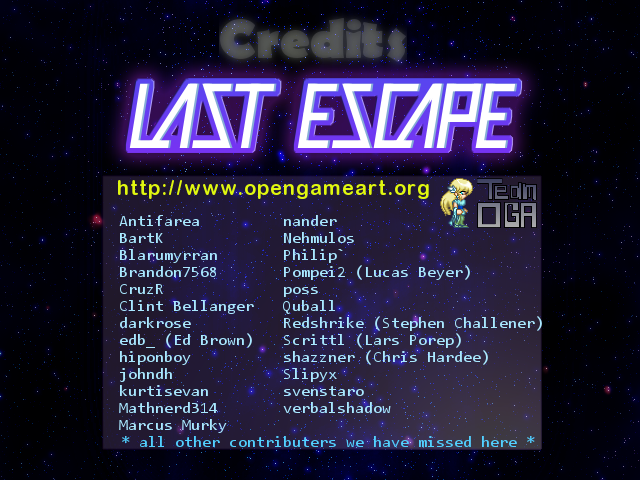 Credits
LAST ESCAPE
http://www.opengameart.org
Team
OGA
Antifarea
BartK
Blarumyrran
Brandon7568
CruzR
Clint Bellanger
darkrose
edb_ (Ed Brown)
hiponboy
johndh
kurtisevan
Mathnerd314
Marcus Murky
nander
Nehmulos
Philip`
Pompei2 (Lucas Beyer)
poss
Quball
Redshrike (Stephen Challener)
Scrittl (Lars Porep)
shazzner (Chris Hardee)
Slipyx
svenstaro
verbalshadow
* all other contributers we have missed here *